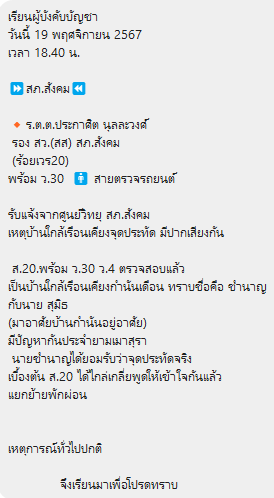 เรียนผู้บังคับบัญชา
วันนี้ 19 พฤศจิกายน 2567
เวลา 18.40 น.
⏩สภ.สังคม⏪
🔸ร.ต.ต.ประกาศิต นุลละวงศ์
รอง สว.(สส) สภ.สังคม
(ร้อยเวร20)
พร้อม ว.30 🚹 สายตรวจรถยนต์
รับแจ้งจากศูนย์วิทยุ สภ.สังคม
เหตุบ้านใกล้เรือนเคียงจุดประทัด มีปากเสียงกัน
ส.20.พร้อม ว.30 ว.4 ตรวจสอบแล้ว
เป็นบ้านใกล้เรือนเคียงกำนันเดือน ทราบชื่อคือ ชำนาญ
กับนาย สุมิธ
(มาอาศัยบ้านกำนันอยู่อาศัย)
มีปัญหากันประจำยามเมาสุรา
นายชำนาญได้ยอมรับว่าจุดประทัดจริง
เบื้องต้น ส.20 ได้ไกล่เกลี่ยพูดให้เข้าใจกันแล้ว
แยกย้ายพักผ่อน
เหตุการณ์ทั่วไปปกติ
จึงเรียนมาเพื่อโปรดทราบ